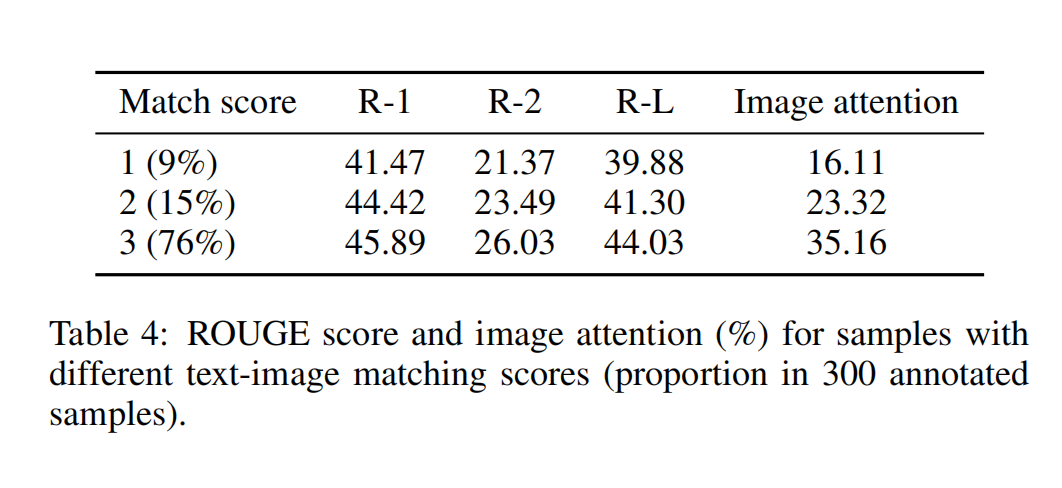 Match score R-1 R-2 R-L Image attention
1 (9%) 41.47 21.37 39.88 16.11
2 (15%) 44.42 23.49 41.30 23.32
3 (76%) 45.89 26.03 44.03 35.16
Table 4: ROUGE score and image attention (%) for samples with
different text-image matching scores (proportion in 300 annotated
samples).